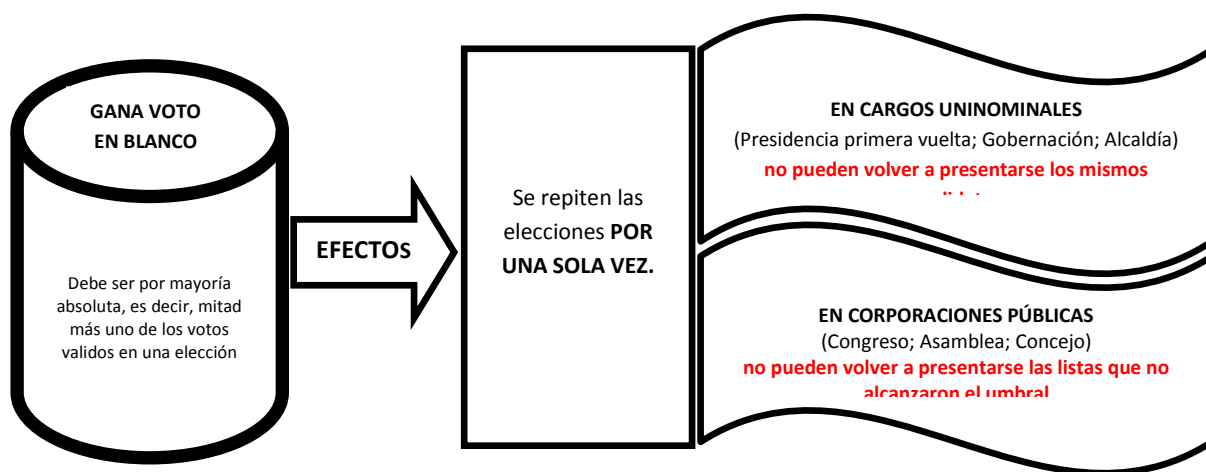 GANA VOTO
EN BLANCO
Debe ser por mayoría
absoluta, es decir, mitad
más uno de los votos
validos en una elección
EFECTOS
Se repiten las
elecciones POR
UNA SOLA VEZ.
EN CARGOS UNINOMINALES
(Presidencia primera vuelta; Gobernación; Alcaldía)
no pueden volver a presentarse los mismos
EN CORPORACIONES PÚBLICAS
(Congreso; Asamblea; Concejo)
no pueden volver a presentarse las listas que no
alcanzaron el umbral